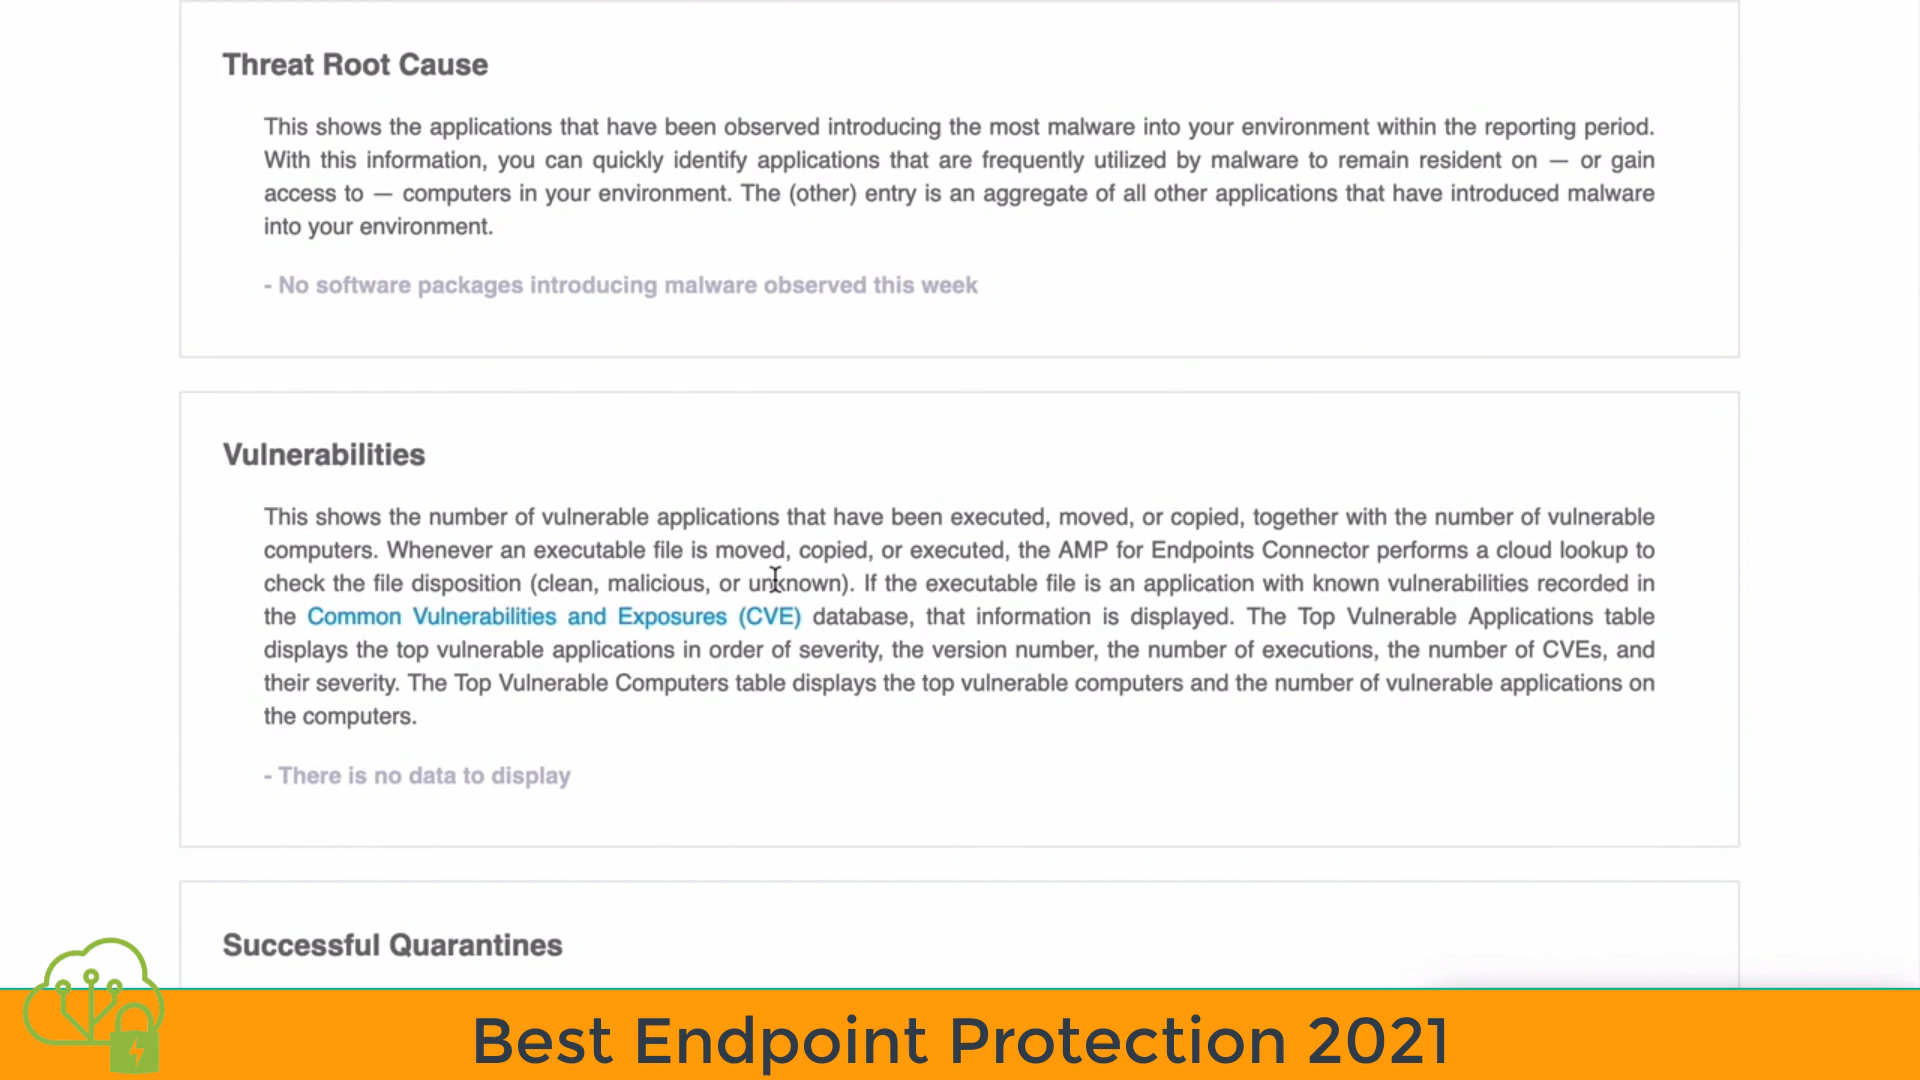 Threat Root Cause
This shows the applications that have been observed introducing the most malware into your environment within the reporting period.
With this information, you can quickly identify applications that are frequently utilized by malware to remain resident on — or gain
access to — computers in your environment. The (other) entry is an aggregate of all other applications that have introduced malware
into your environment.
- No software packages introducing malware observed this week
Vulnerabilities
This shows the number of vulnerable applications that have been executed, moved, or copied, together with the number of vulnerable
computers. Whenever an executable file is moved, copied, or executed, the AMP for Endpoints Connector performs a cloud lookup to
check the file disposition (clean, malicious, or unknown). If the executable file is an application with known vulnerabilities recorded in
the Common Vulnerabilities and Exposures (CVE) database, that information is displayed. The Top Vulnerable Applications table
displays the top vulnerable applications in order of severity, the version number, the number of executions, the number of CVEs, and
their severity. The Top Vulnerable Computers table displays the top vulnerable computers and the number of vulnerable applications on
the computers.
- There is no data to display
Successful Quarantines
Best Endpoint Protection 2021